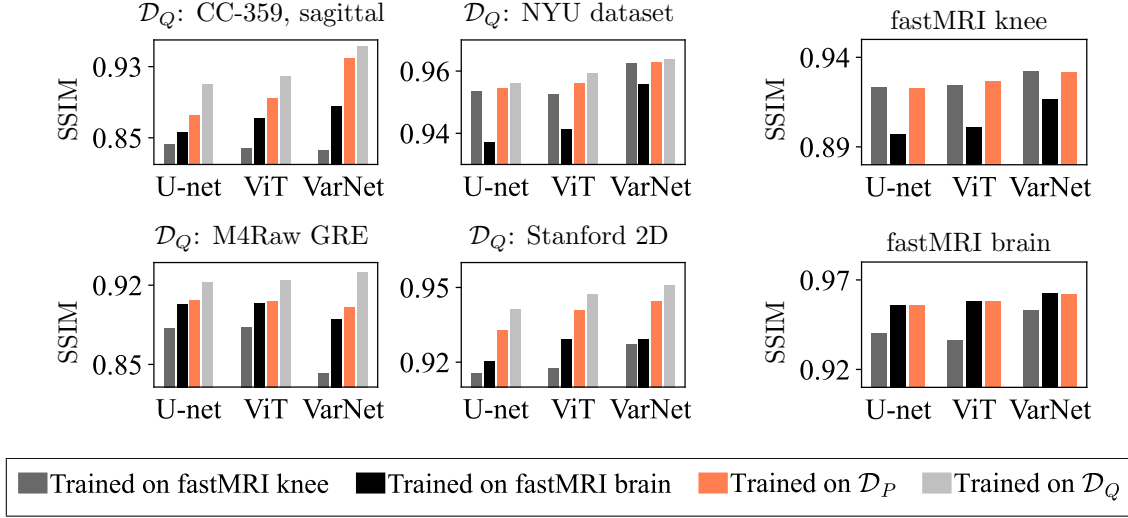 𝒟_Q: CC-359, sagittal
SSIM
0.93
0.85
U-net ViT VarNet
𝒟_Q: NYU dataset
0.96
0.94
U-net ViT VarNet
fastMRI knee
SSIM
0.94
0.89
U-net ViT VarNet
𝒟_Q: M4Raw GRE
SSIM
0.92
0.85
U-net ViT VarNet
𝒟_Q: Stanford 2D
0.95
0.92
U-net ViT VarNet
fastMRI brain
SSIM
0.97
0.92
U-net ViT VarNet
Trained on fastMRI knee Trained on fastMRI brain Trained on 𝒟_P Trained on 𝒟_Q